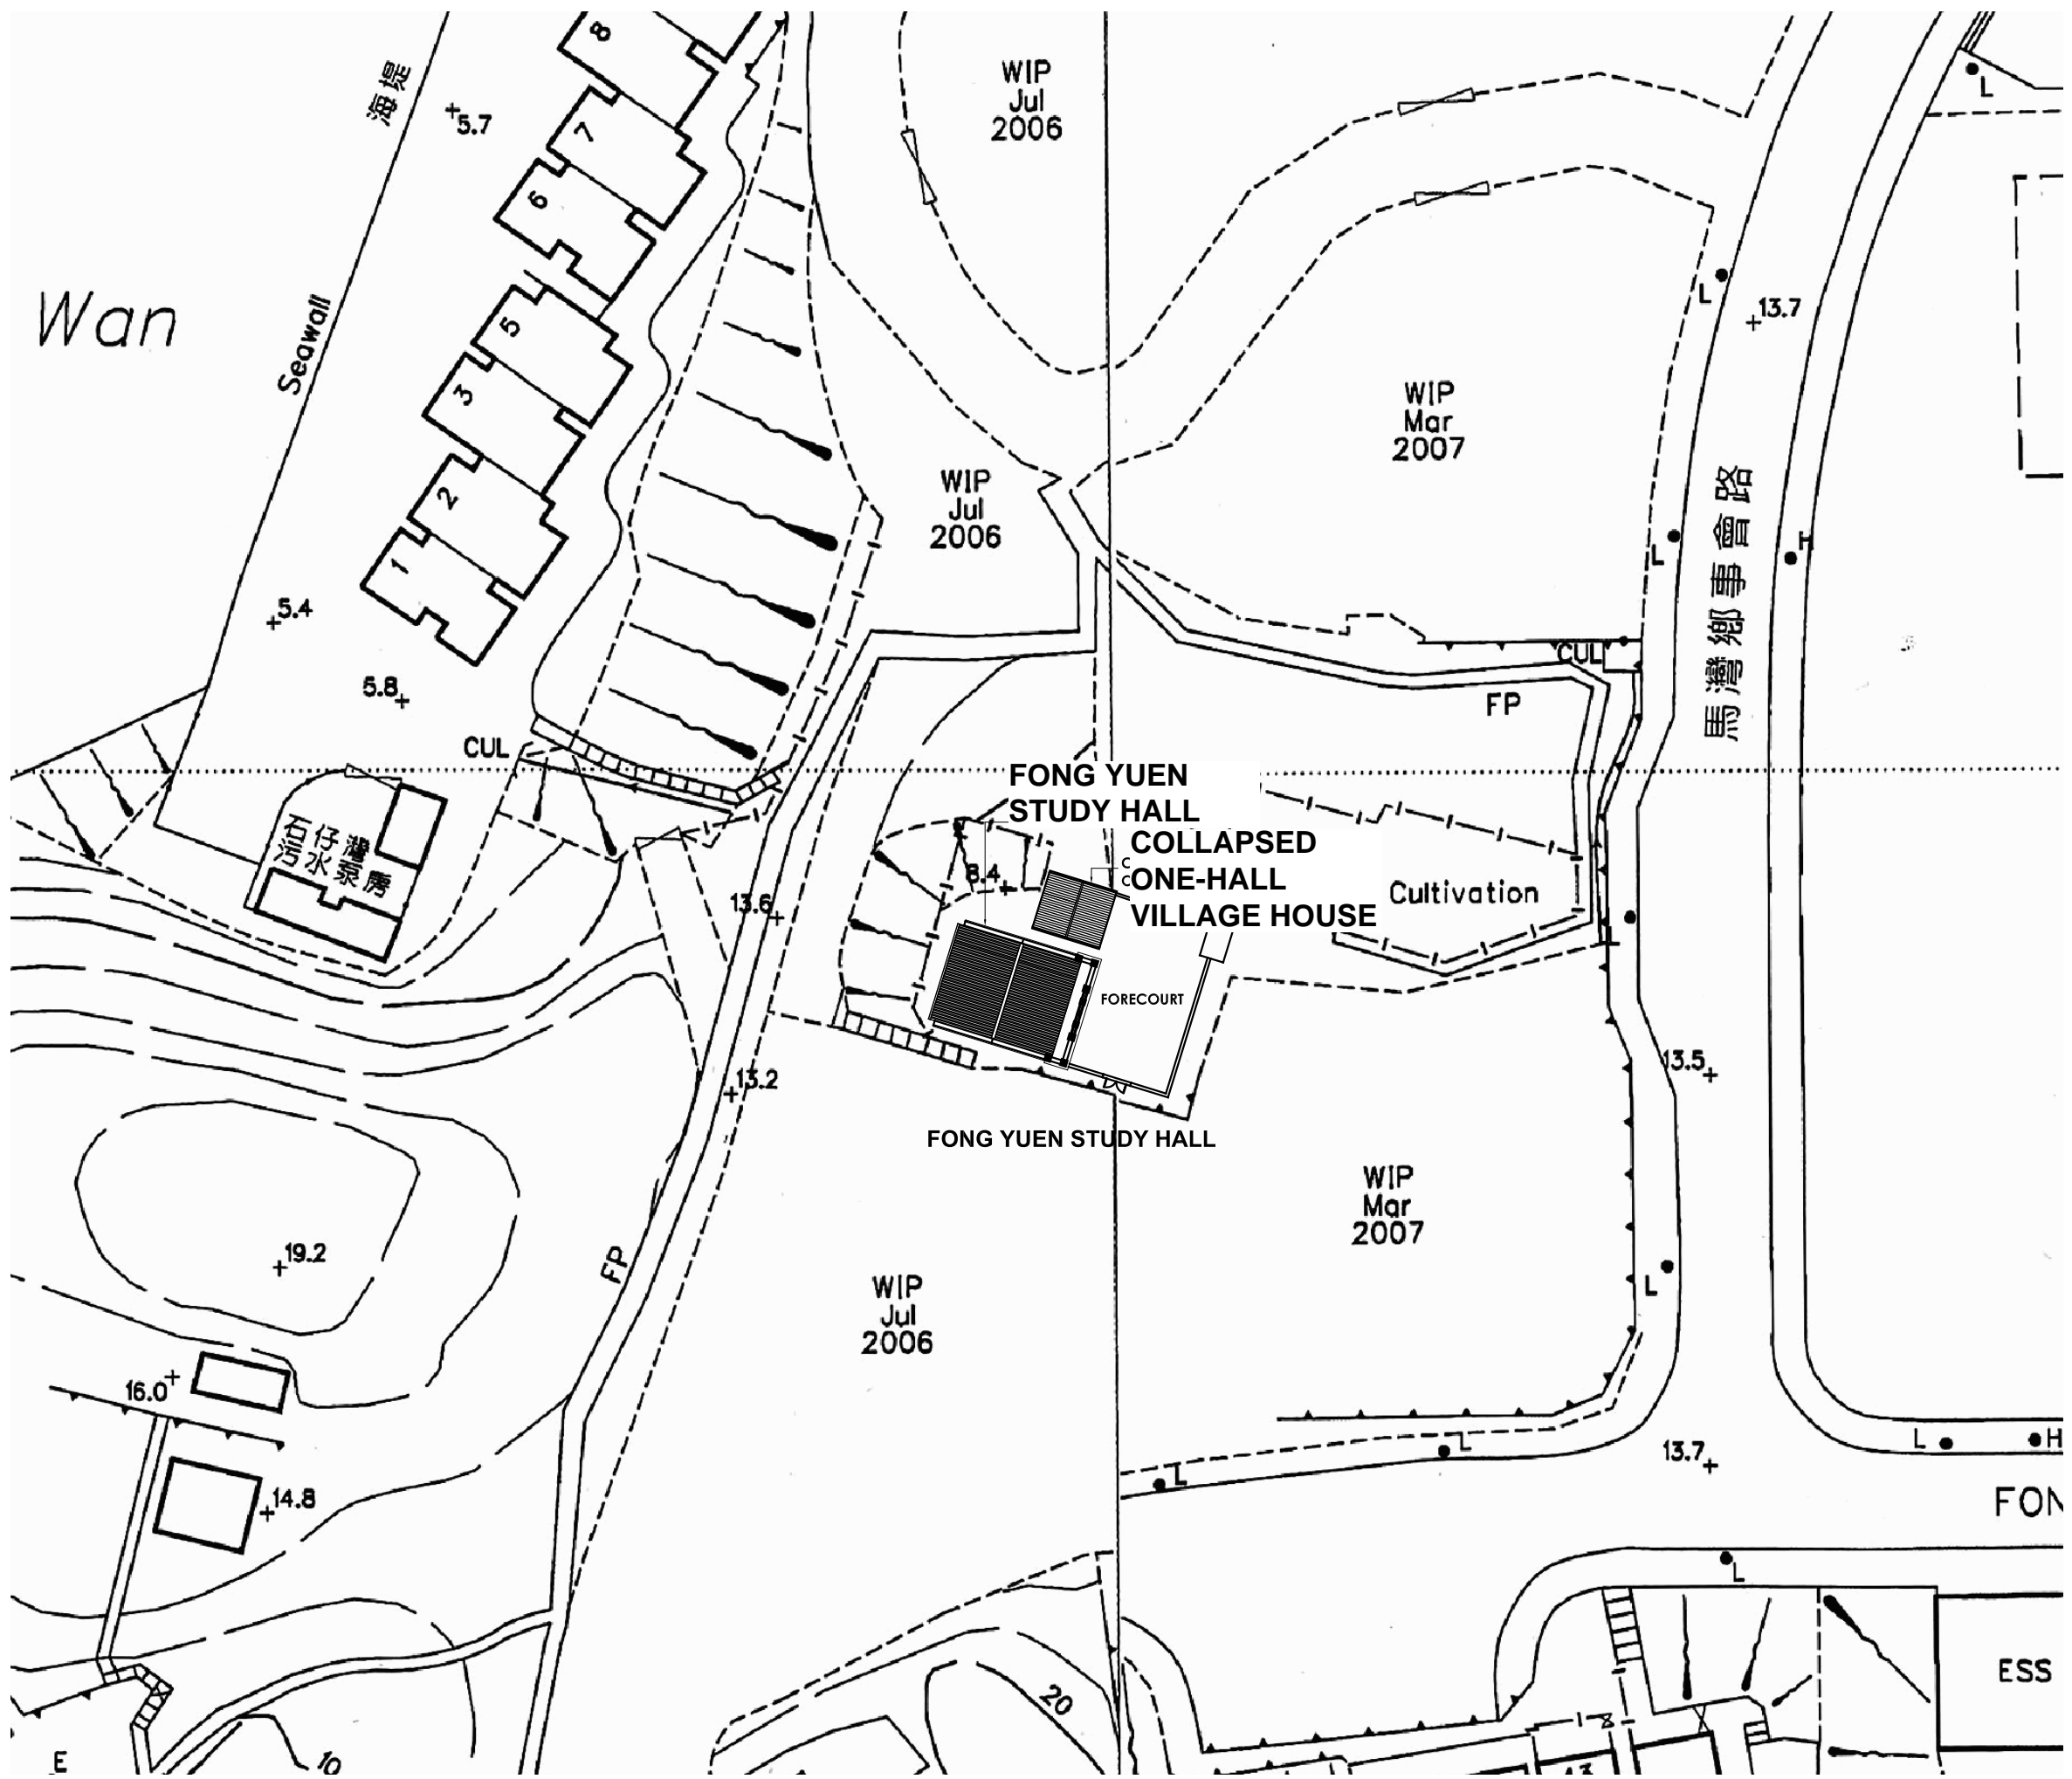 8
海堤
5.7
7
6
5
3
2
1
Wan
Seawall
5.4
5.8
CUL
石仔灣
污水泵房
WIP
Jul
2006
WIP
Jul
2006
WIP
Mar
2007
L
L
13.7
L
H
馬灣鄉事會路
CUL
FP
FONG YUEN
STUDY HALL
COLLAPSED
ONE-HALL
VILLAGE HOUSE
8.4
Cultivation
L
13.6
FORECOURT
13.2
13.5
FONG YUEN STUDY HALL
WIP
Mar
2007
19.2
FP
WIP
Jul
2006
L
16.0
14.8
L
L
13.7
L
H
FON
L
ESS
20
10
E